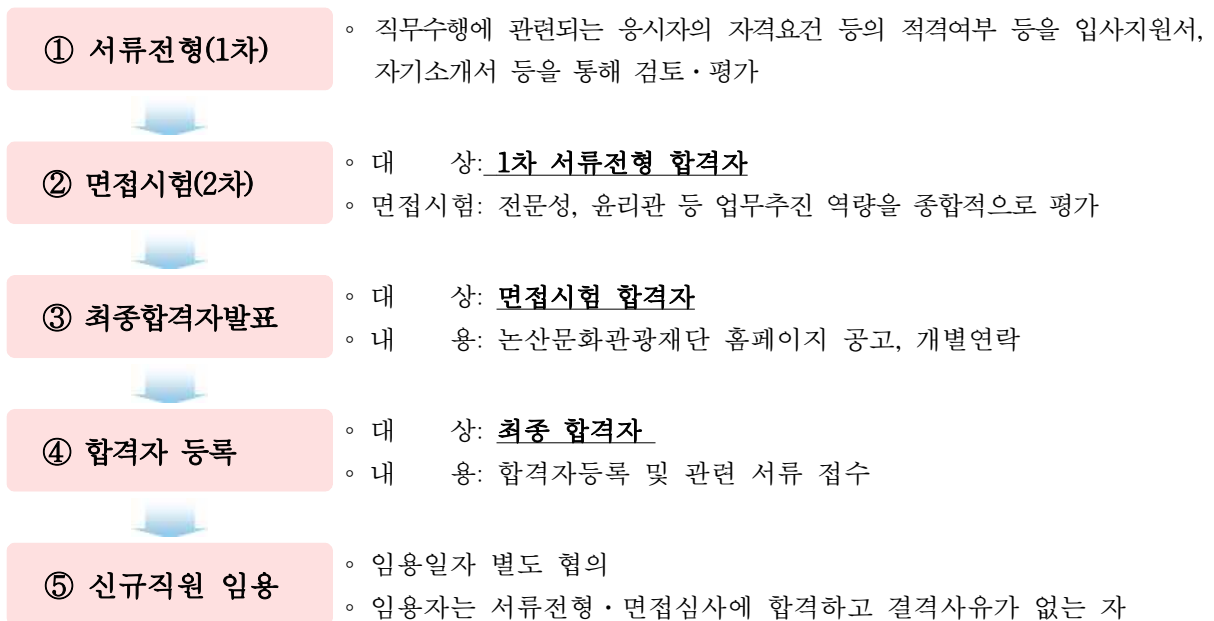 ① 서류전형(1차)
◦ 직무수행에 관련되는 응시자의 자격요건 등의 적격여부 등을 입사지원서,
자기소개서 등을 통해 검토・평가
② 면접시험(2차)
◦ 대 상: 1차 서류전형 합격자
◦ 면접시험: 전문성, 윤리관 등 업무추진 역량을 종합적으로 평가
③ 최종합격자발표
◦ 대 상: 면접시험 합격자
◦ 내 용: 논산문화관광재단 홈페이지 공고, 개별연락
④ 합격자 등록
◦ 대 상: 최종 합격자
◦ 내 용: 합격자등록 및 관련 서류 접수
⑤ 신규직원 임용
◦ 임용일자 별도 협의
◦ 임용자는 서류전형・면접심사에 합격하고 결격사유가 없는 자